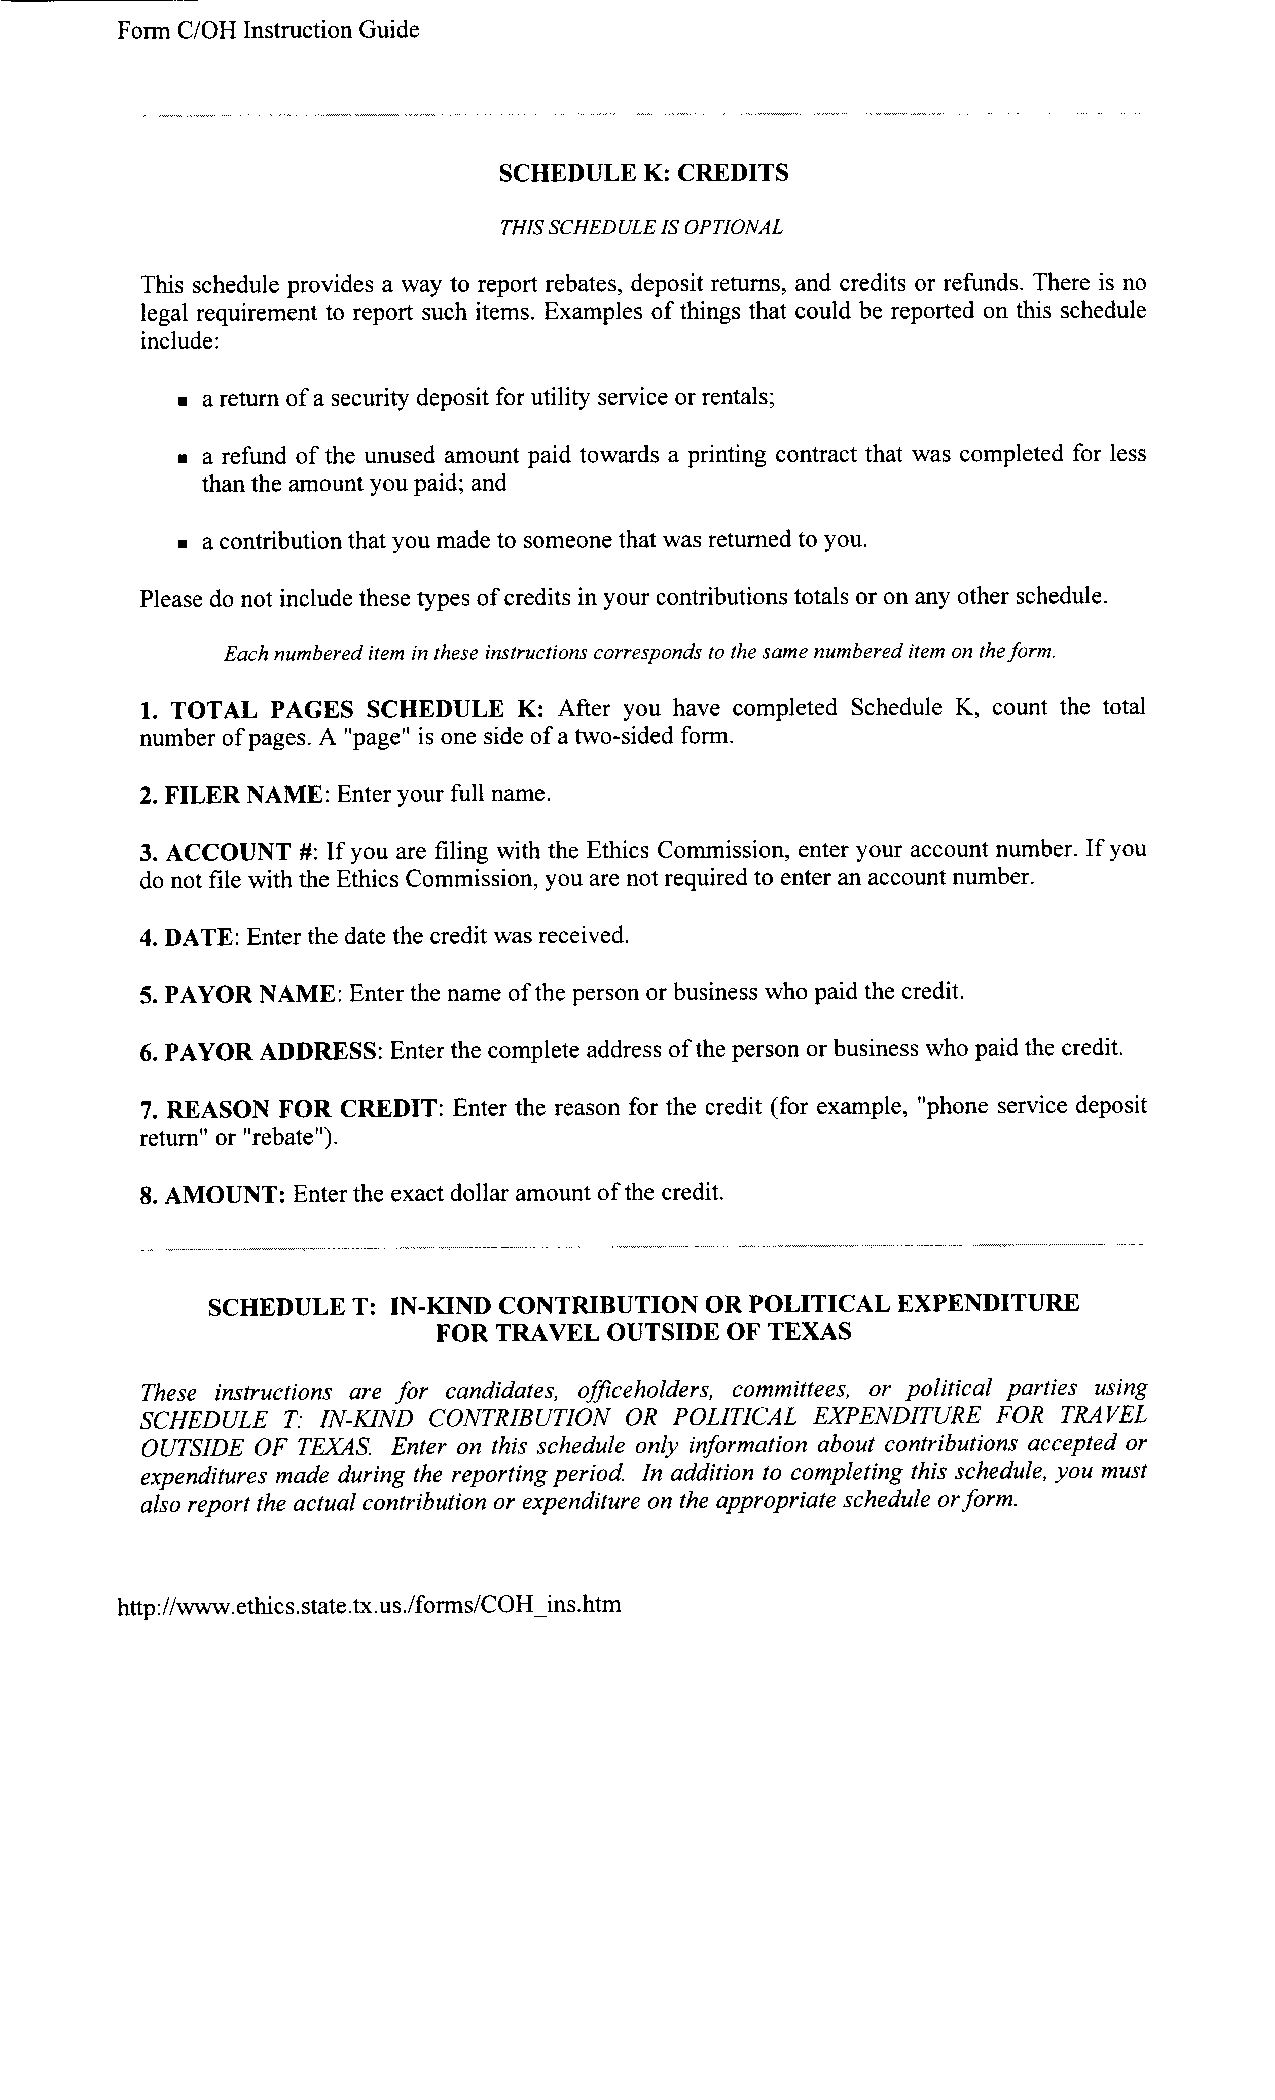 Form C/OH Instruction Guide
SCHEDULE K: CREDITS
THIS SCHEDULE IS OPTIONAL
This schedule provides a way to report rebates, deposit returns, and credits or refunds. There is no
legal requirement to report such items. Examples of things that could be reported on this schedule
include:
▪ a return of a security deposit for utility service or rentals;
▪ a refund of the unused amount paid towards a printing contract that was completed for less
than the amount you paid; and
▪ a contribution that you made to someone that was returned to you.
Please do not include these types of credits in your contributions totals or on any other schedule.
Each numbered item in these instructions corresponds to the same numbered item on the form.
1. TOTAL PAGES SCHEDULE K: After you have completed Schedule K, count the total
number of pages. A "page" is one side of a two-sided form.
2. FILER NAME: Enter your full name.
3. ACCOUNT #: If you are filing with the Ethics Commission, enter your account number. If you
do not file with the Ethics Commission, you are not required to enter an account number.
4. DATE: Enter the date the credit was received.
5. PAYOR NAME: Enter the name of the person or business who paid the credit.
6. PAYOR ADDRESS: Enter the complete address of the person or business who paid the credit.
7. REASON FOR CREDIT: Enter the reason for the credit (for example, "phone service deposit
return" or "rebate").
8. AMOUNT: Enter the exact dollar amount of the credit.
SCHEDULE T: IN-KIND CONTRIBUTION OR POLITICAL EXPENDITURE
FOR TRAVEL OUTSIDE OF TEXAS
These instructions are for candidates, officeholders, committees, or political parties using
SCHEDULE T: IN-KIND CONTRIBUTION OR POLITICAL EXPENDITURE FOR TRAVEL
OUTSIDE OF TEXAS. Enter on this schedule only information about contributions accepted or
expenditures made during the reporting period. In addition to completing this schedule, you must
also report the actual contribution or expenditure on the appropriate schedule or form.
http://www.ethics.state.tx.us./forms/COH_ins.htm